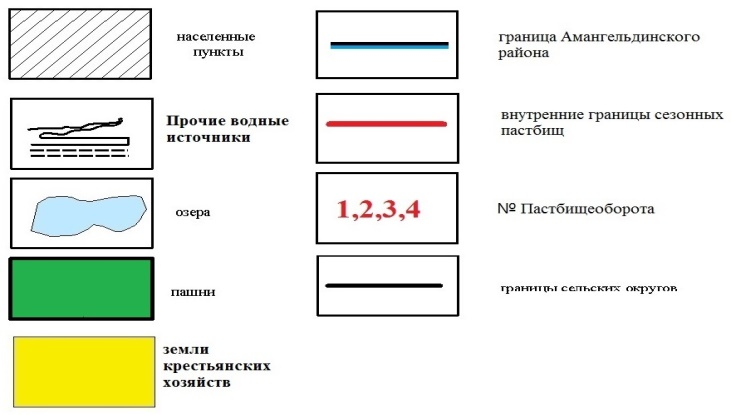 населенные
пункты
Прочие водные
источники
озера
пашни
земли
крестьянских
хозяйств
граница Амангельдинского
района
внутренние границы сезонных
пастбищ
1,2,3,4
№ Пастбищеоборота
границы сельских округов